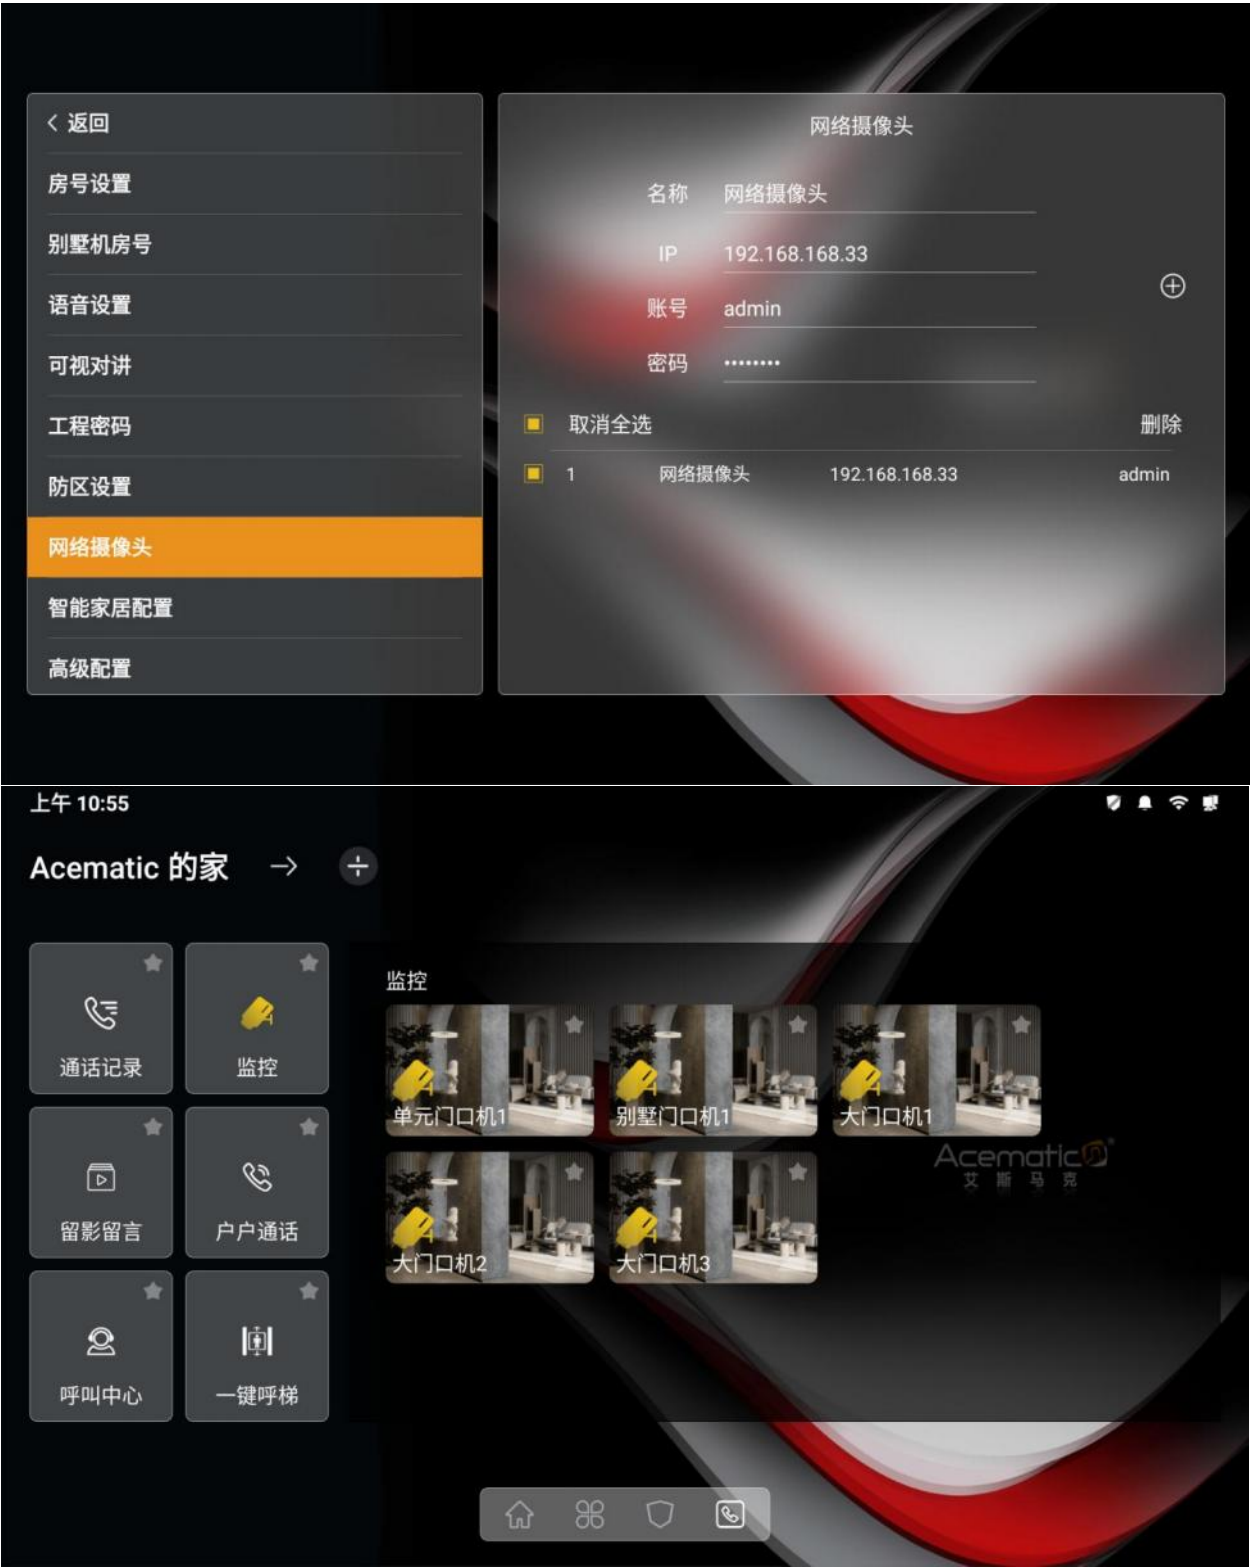 返回
房号设置
别墅机房号
语音设置
可视对讲
工程密码
防区设置
网络摄像头
智能家居配置
高级配置
网络摄像头
名称 网络摄像头
IP 192.168.168.33
账号 admin
密码 ••••••••
取消全选 删除
1 网络摄像头 192.168.168.33 admin
上午 10:55
Acematic 的家
通话记录
监控
留影留言
户户通话
呼叫中心
一键呼梯
监控
单元门口机1
别墅门口机1
大门口机1
大门口机2
大门口机3
Acematic
艾斯马克